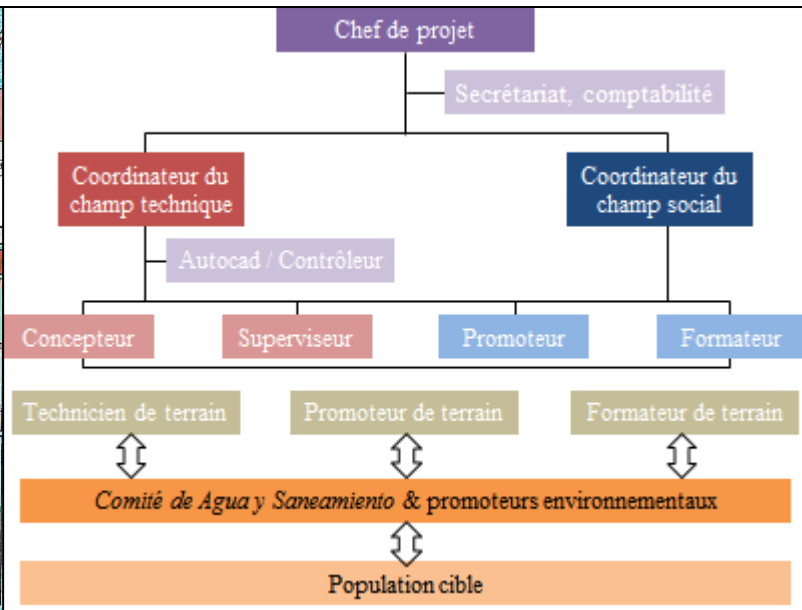 Chef de projet
Secrétariat, comptabilité
Coordinateur du
champ technique
Coordinateur du
champ social
Autocad / Contrôleur
Concepteur
Superviseur
Promoteur
Formateur
Technicien de terrain
Promoteur de terrain
Formateur de terrain
Comité de Agua y Saneamiento & promoteurs environnementaux
Population cible